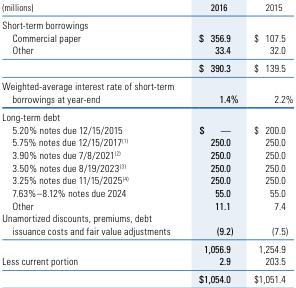 (millions) 2016 2015
Short-term borrowings
Commercial paper $ 356.9 $ 107.5
Other 33.4 32.0
$ 390.3 $ 139.5
Weighted-average interest rate of short-term
borrowings at year-end 1.4% 2.2%
Long-term debt
5.20% notes due 12/15/2015 $ — $ 200.0
5.75% notes due 12/15/2017(1) 250.0 250.0
3.90% notes due 7/8/2021(2) 250.0 250.0
3.50% notes due 8/19/2023(3) 250.0 250.0
3.25% notes due 11/15/2025(4) 250.0 250.0
7.63%–8.12% notes due 2024 55.0 55.0
Other 11.1 7.4
Unamortized discounts, premiums, debt
issuance costs and fair value adjustments (9.2) (7.5)
1,056.9 1,254.9
Less current portion 2.9 203.5
$1,054.0 $1,051.4